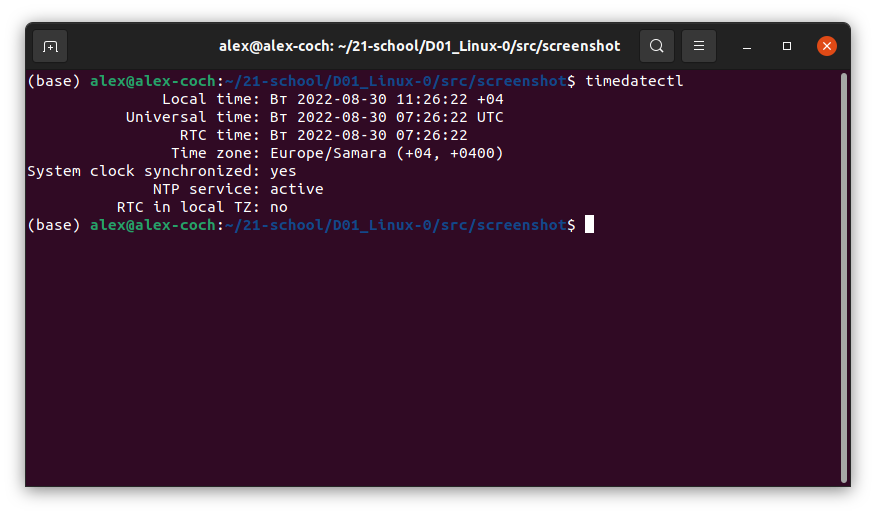 alex@alex-coch: ~/21-school/D01_Linux-0/src/screenshot
(base) alex@alex-coch:~/21-school/D01_Linux-0/src/screenshot$ timedatectl
Local time: Вт 2022-08-30 11:26:22 +04
Universal time: Вт 2022-08-30 07:26:22 UTC
RTC time: Вт 2022-08-30 07:26:22
Time zone: Europe/Samara (+04, +0400)
System clock synchronized: yes
NTP service: active
RTC in local TZ: no
(base) alex@alex-coch:~/21-school/D01_Linux-0/src/screenshot$